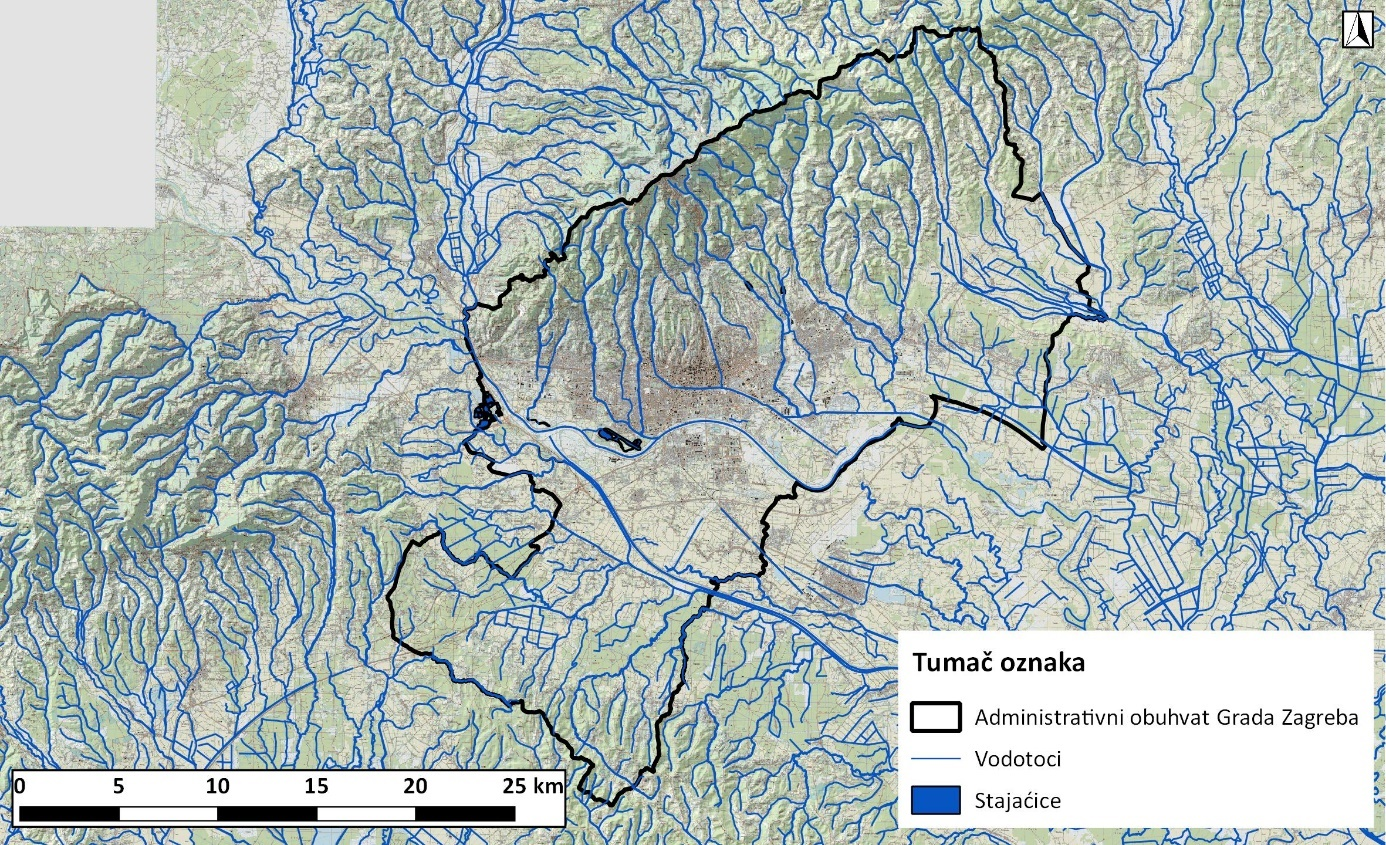 Tumač oznaka
Administrativni obuhvat Grada Zagreba
Vodotoci
Stajaćice
0 5 10 15 20 25 km